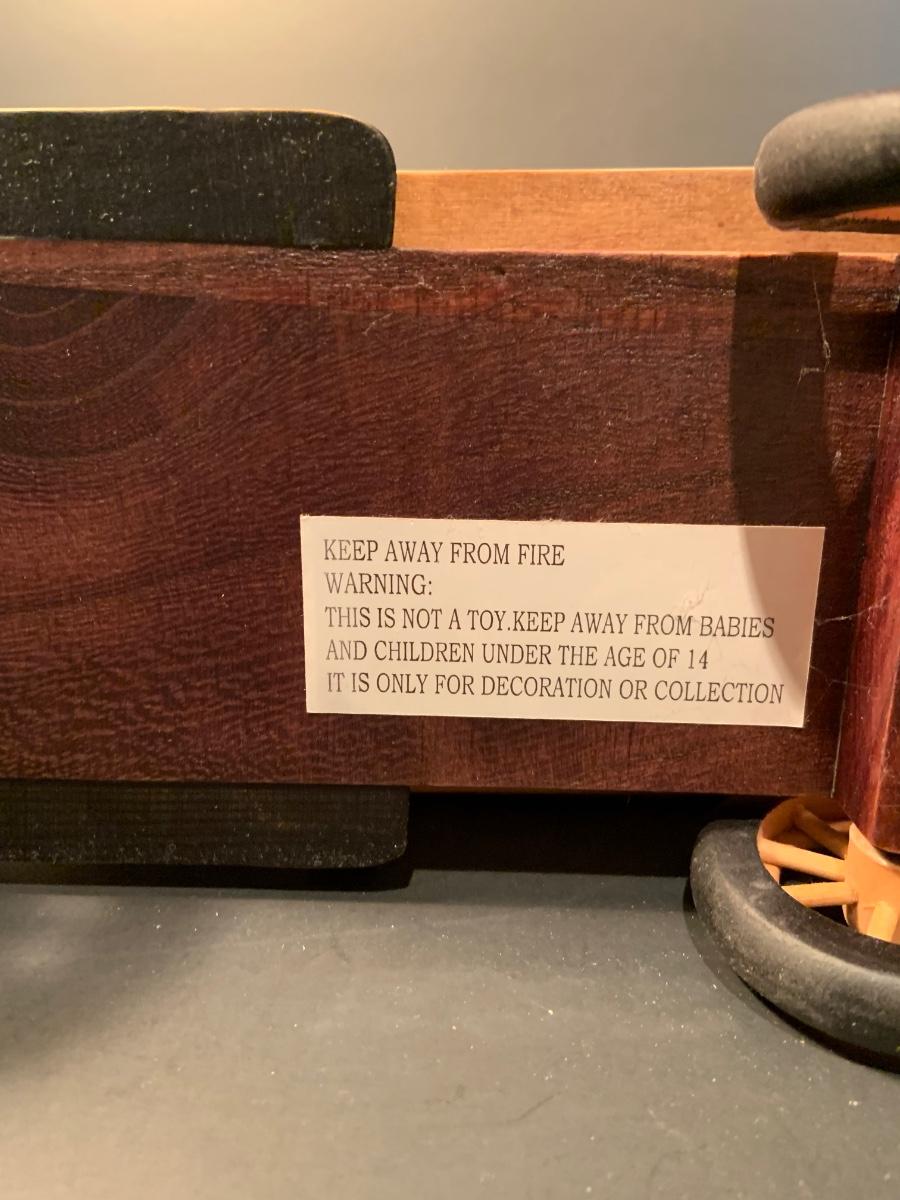 KEEP AWAY FROM FIRE
WARNING:
THIS IS NOT A TOY.KEEP AWAY FROM BABIES
AND CHILDREN UNDER THE AGE OF 14
IT IS ONLY FOR DECORATION OR COLLECTION